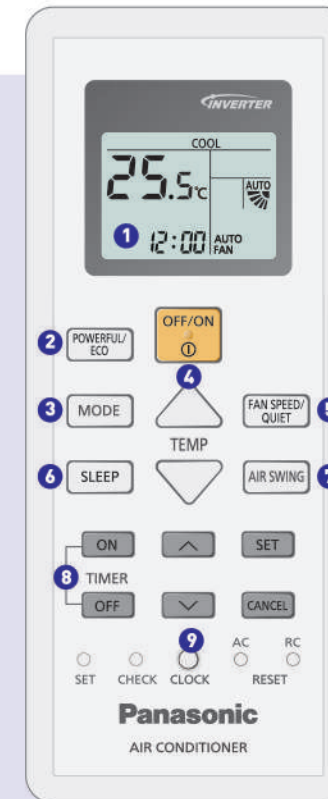 INVERTER
COOL
25.5°C
AUTO
1 12:00 AUTO FAN
OFF/ON
2 POWERFUL/ECO
4
3 MODE
FAN SPEED/QUIET 5
TEMP
6 SLEEP
AIR SWING 7
ON
SET
8 TIMER
OFF
CANCEL
9
AC RC
SET CHECK CLOCK RESET
Panasonic
AIR CONDITIONER